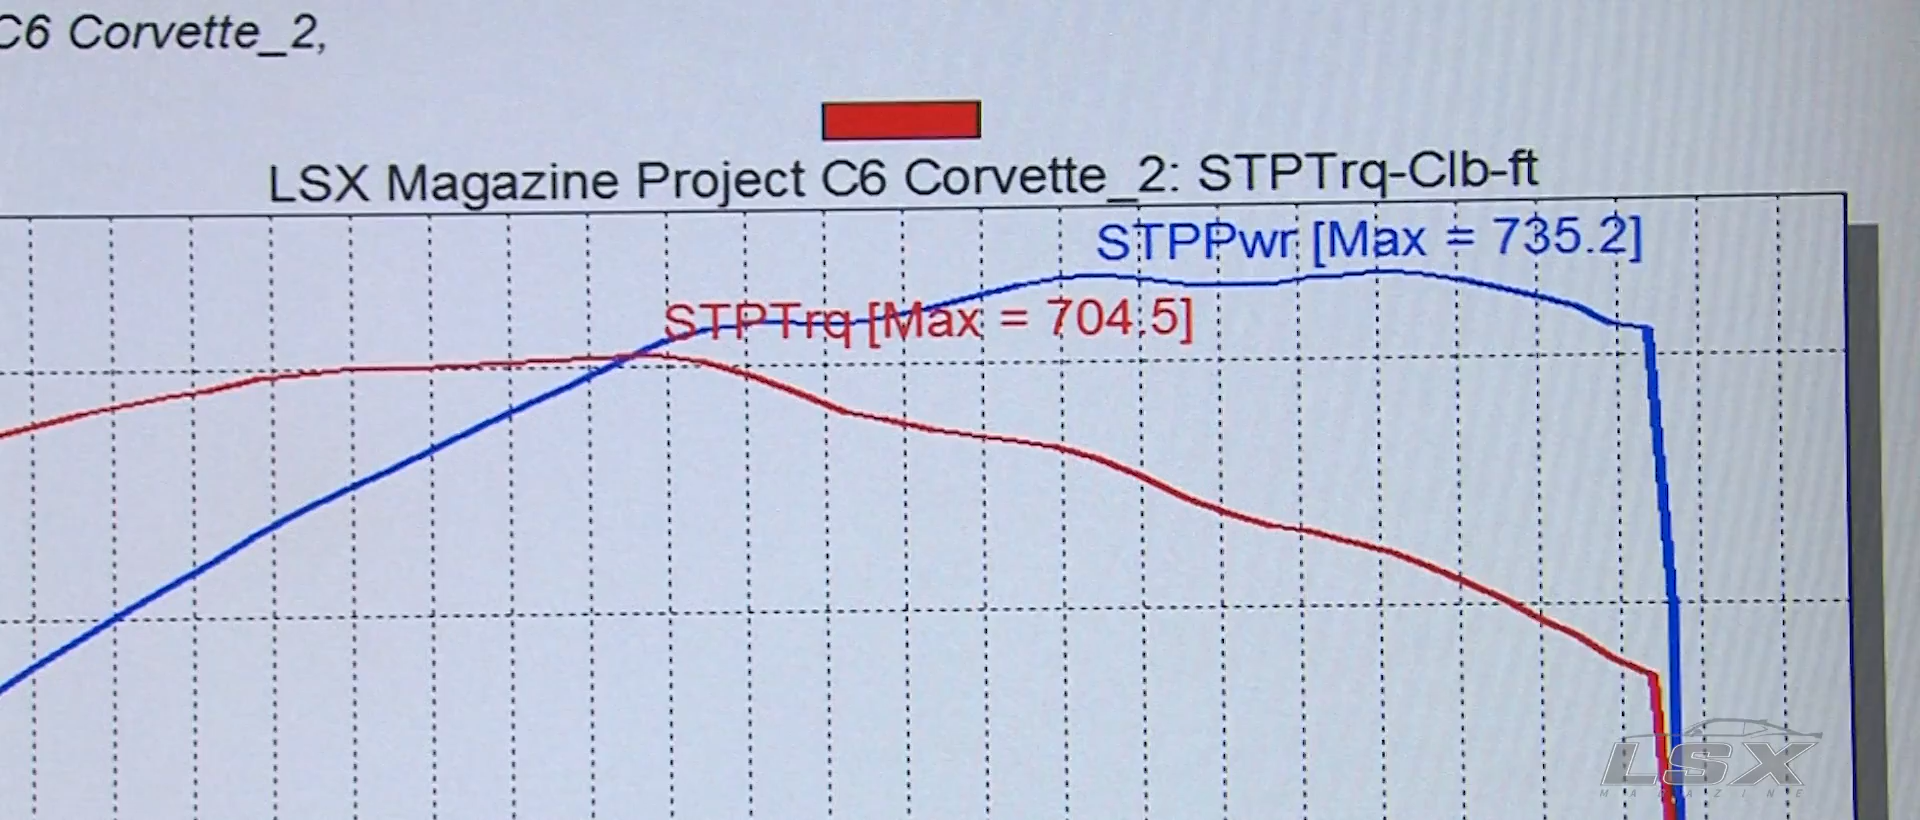 C6 Corvette_2,
LSX Magazine Project C6 Corvette_2: STPTrq-Clb-ft
STPPwr [Max = 735.2]
STPTrq [Max = 704.5]
LSX
MAGAZINE